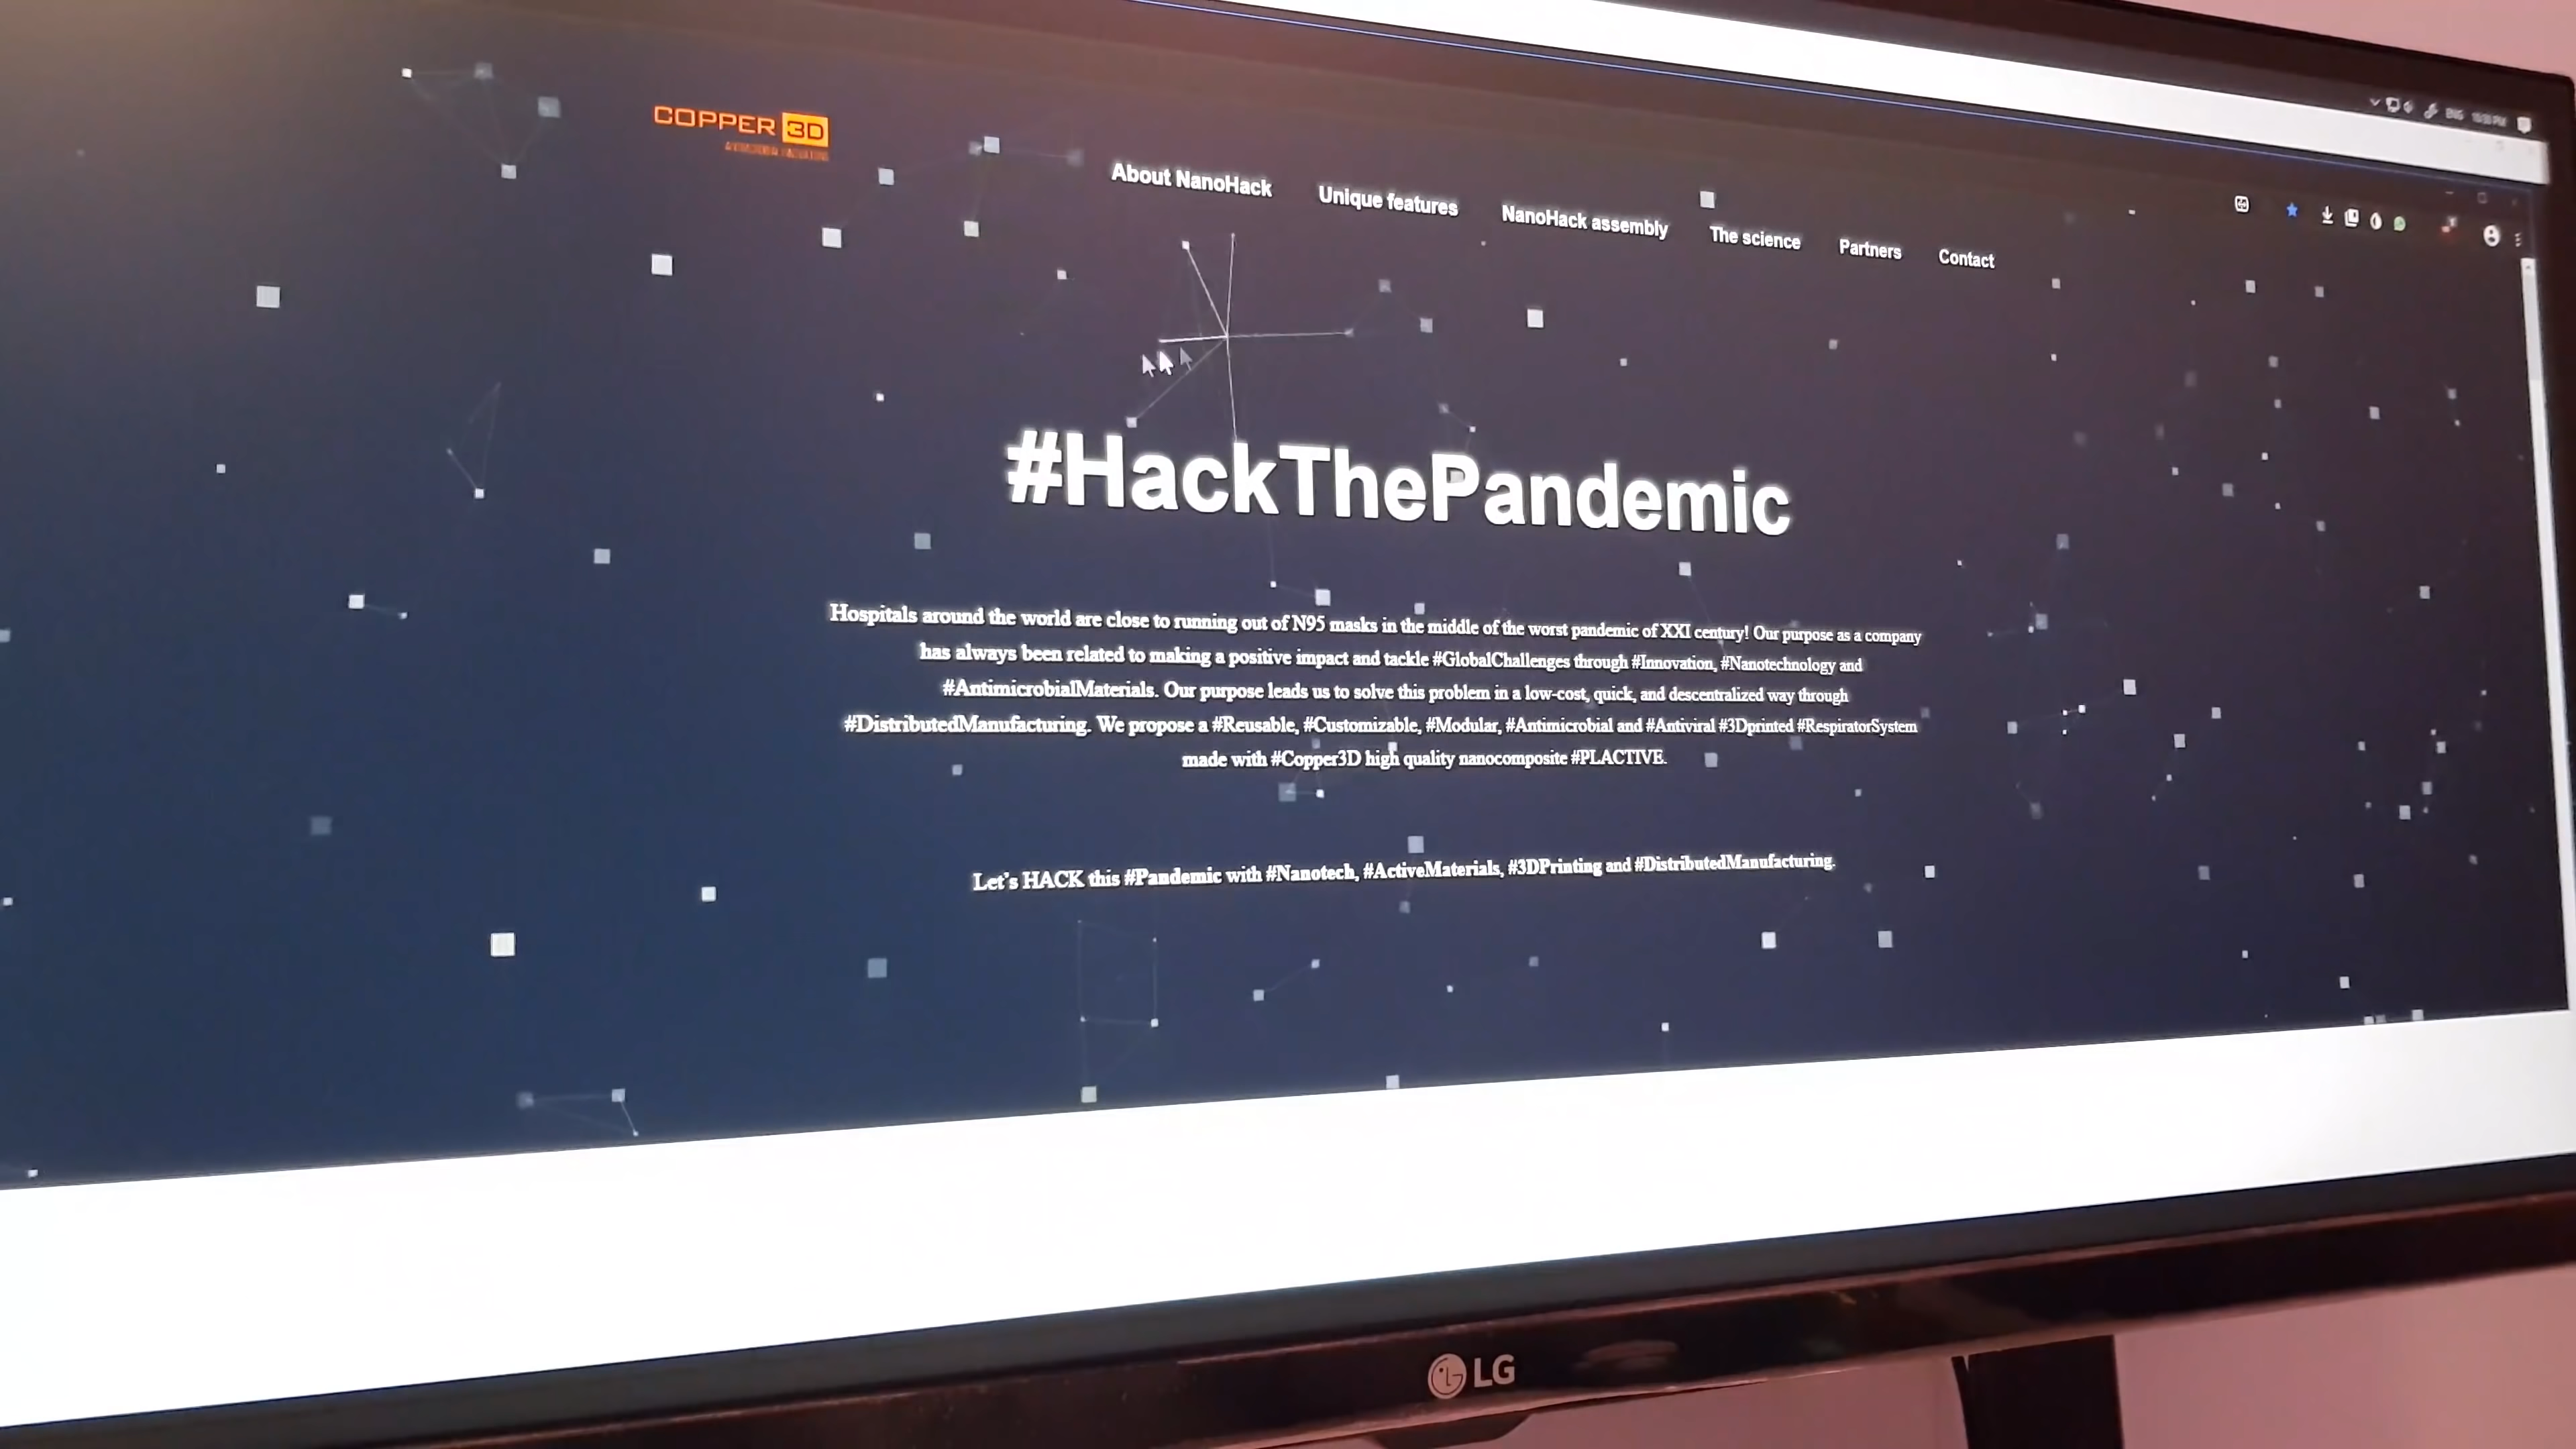 COPPER 3D
About NanoHack Unique features NanoHack assembly The science Partners Contact
ENG
#HackThePandemic
Hospitals around the world are close to running out of N95 masks in the middle of the worst pandemic of XXI century! Our purpose as a company
has always been related to making a positive impact and tackle #GlobalChallenges through #Innovation, #Nanotechnology and
#AntimicrobialMaterials. Our purpose leads us to solve this problem in a low-cost, quick, and descentralized way through
#DistributedManufacturing. We propose a #Reusable, #Customizable, #Modular, #Antimicrobial and #Antiviral #3Dprinted #RespiratorSystem
made with #Copper3D high quality nanocomposite #PLACTIVE.
Let's HACK this #Pandemic with #Nanotech, #ActiveMaterials, #3DPrinting and #DistributedManufacturing.
LG